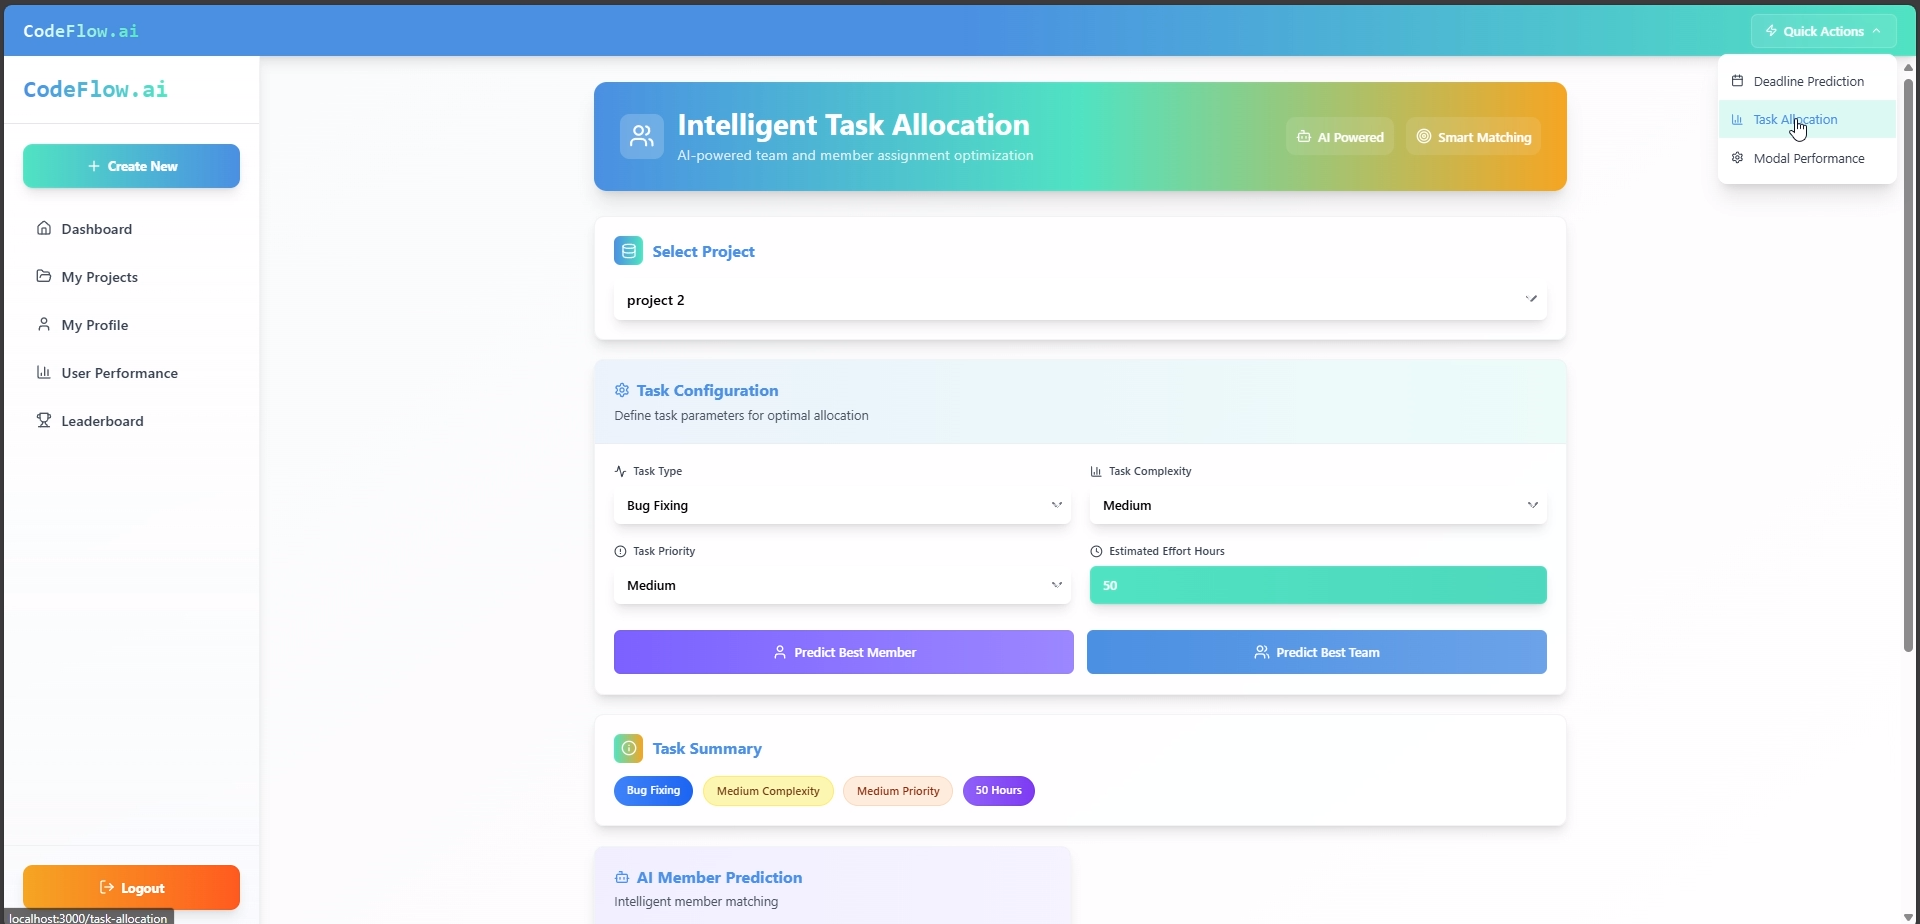 CodeFlow.ai
Quick Actions
Deadline Prediction
Task Allocation
Modal Performance
CodeFlow.ai
Create New
Dashboard
My Projects
My Profile
User Performance
Leaderboard
Logout
localhost:3000/task-allocation
Intelligent Task Allocation
AI-powered team and member assignment optimization
AI Powered
Smart Matching
Select Project
project 2
Task Configuration
Define task parameters for optimal allocation
Task Type
Bug Fixing
Task Complexity
Medium
Task Priority
Medium
Estimated Effort Hours
50
Predict Best Member
Predict Best Team
Task Summary
Bug Fixing
Medium Complexity
Medium Priority
50 Hours
AI Member Prediction
Intelligent member matching